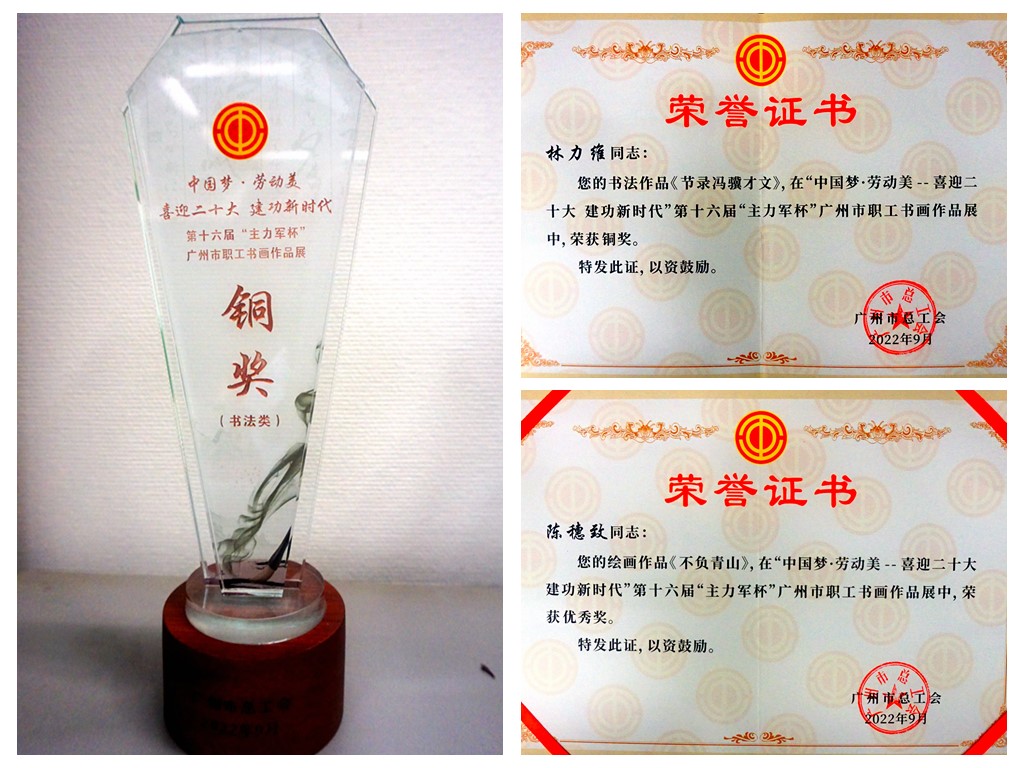 中国梦·劳动美
喜迎二十大 建功新时代
第十六届“主力军杯”
广州市职工书画作品展
铜
奖
(书法类)
荣誉证书
林力雍同志:
您的书法作品《节录冯骥才文》,在“中国梦·劳动美--喜迎二
十大 建功新时代”第十六届“主力军杯”广州市职工书画作品展
中,荣获铜奖。
特发此证,以资鼓励。
广州市总工会
2022年9月
荣誉证书
陈穗致同志:
您的绘画作品《不负青山》,在“中国梦·劳动美--喜迎二十大
建功新时代”第十六届“主力军杯”广州市职工书画作品展中,荣
获优秀奖。
特发此证,以资鼓励。
广州市总工会
2022年9月